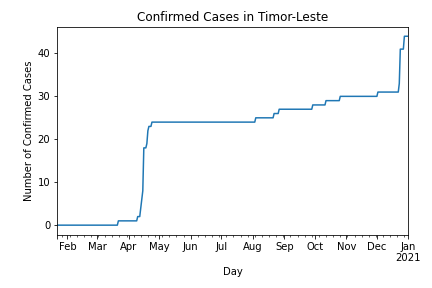 Confirmed Cases in Timor-Leste
Number of Confirmed Cases
40
30
20
10
0
Feb Mar Apr May Jun Jul Aug Sep Oct Nov Dec Jan
2021
Day